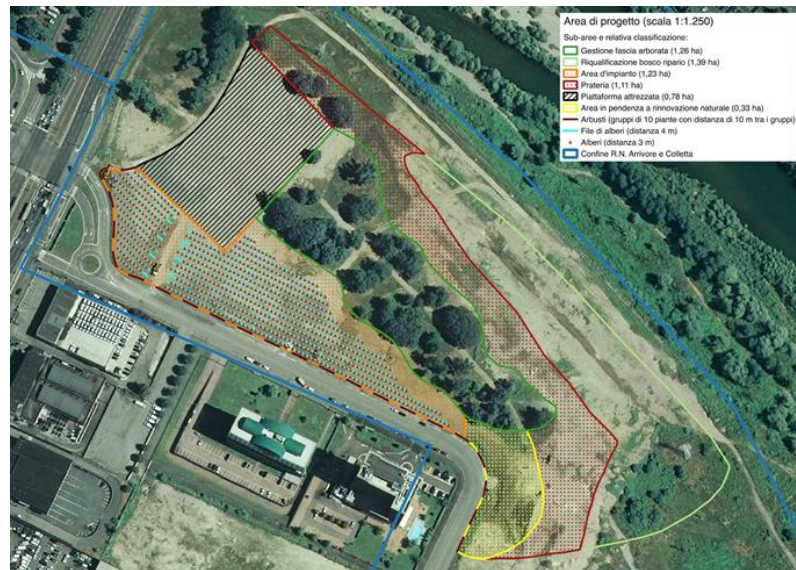 Area di progetto (scala 1:1.250)
Sub-aree e relativa classificazione:
Gestione fascia arborata (1,26 ha)
Riqualificazione bosco ripario (1,39 ha)
Area d'impianto (1,23 ha)
Prateria (1,11 ha)
Piattaforma attrezzata (0,78 ha)
Area in pendenza a rinnovazione naturale (0,33 ha)
Arbusti (gruppi di 10 piante con distanza di 10 m tra i gruppi)
File di alberi (distanza 4 m)
Alberi (distanza 3 m)
Confine R.N. Arrivore e Colletta